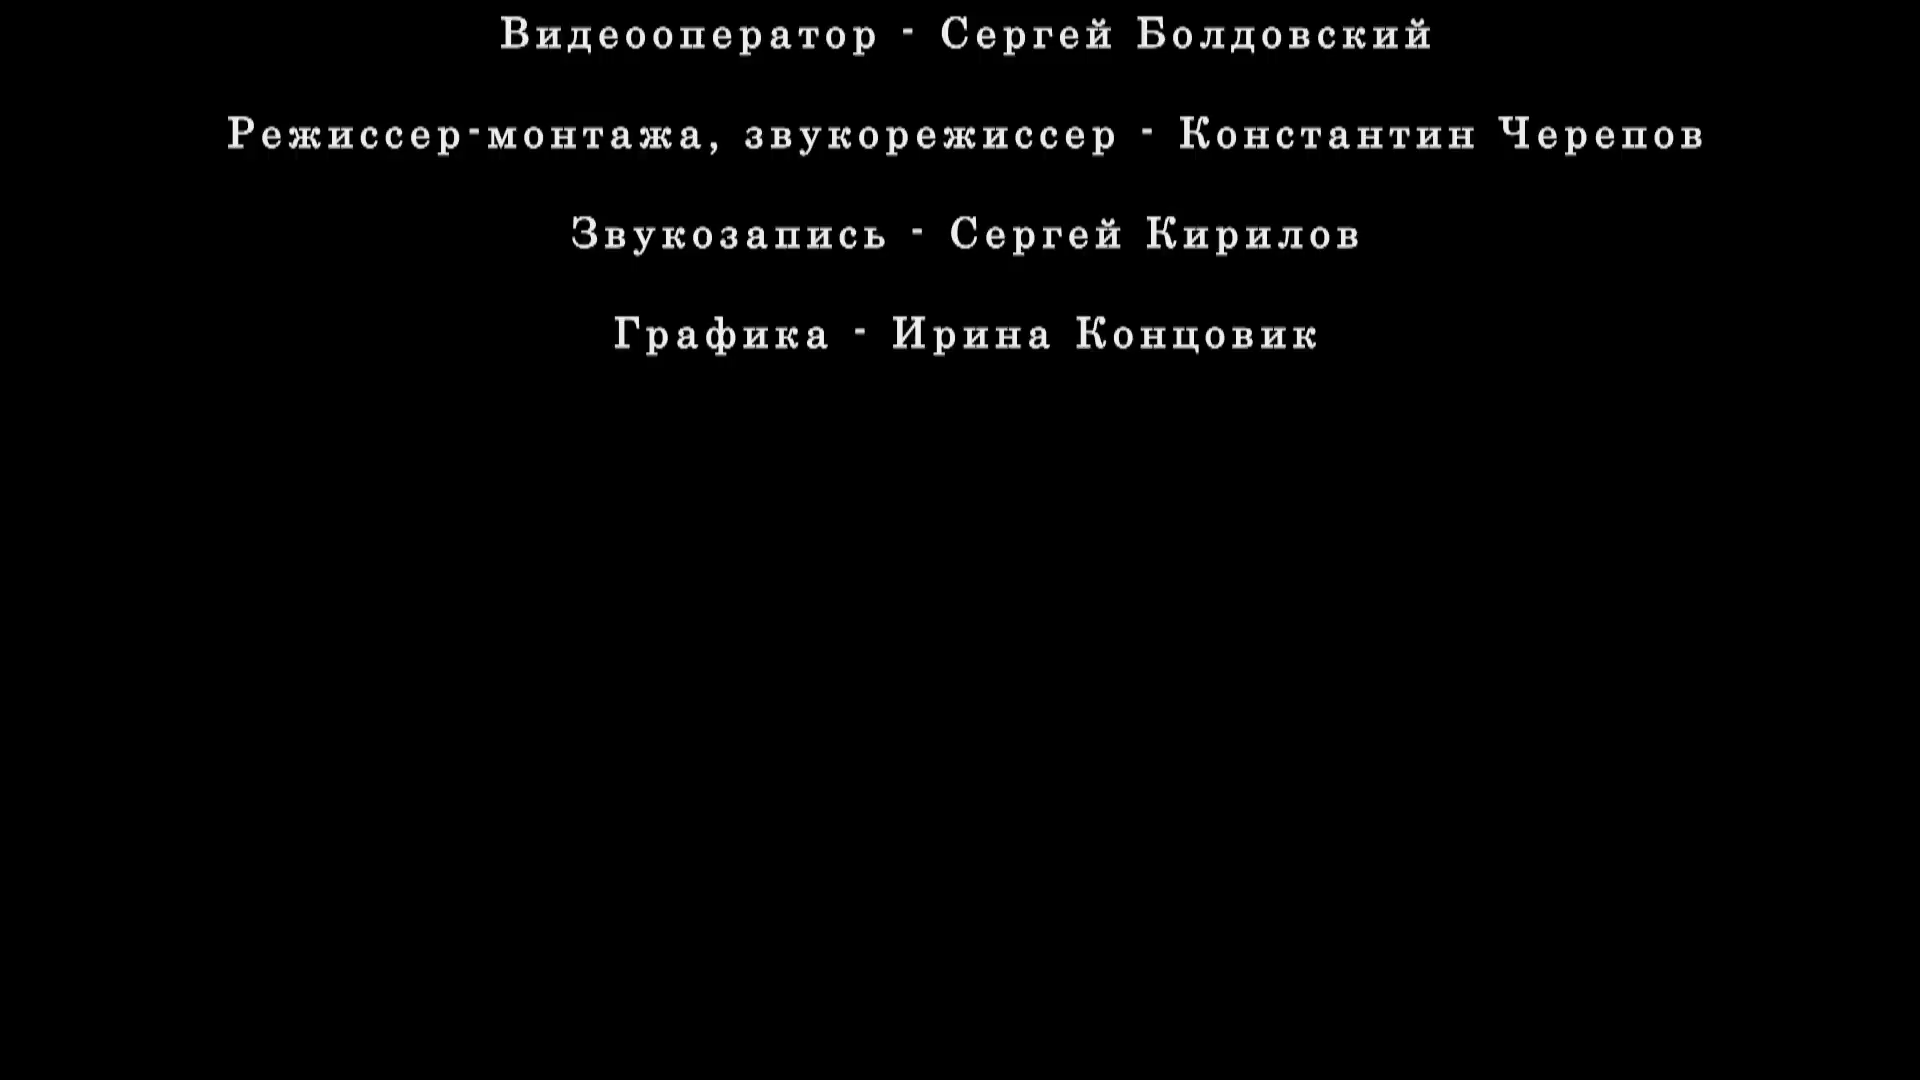 Видеооператор - Сергей Болдовский
Режиссер-монтажа, звукорежиссер - Константин Черепов
Звукозапись - Сергей Кирилов
Графика - Ирина Концовик